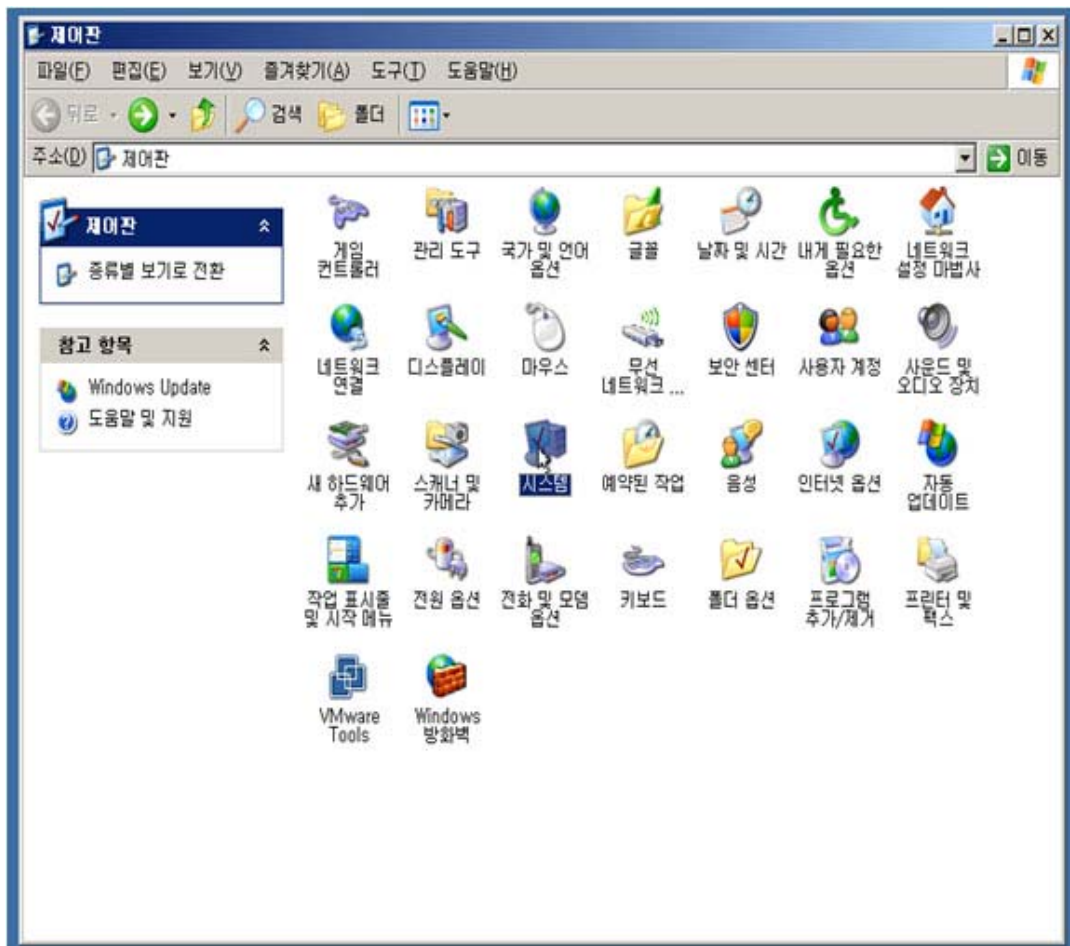 제어판
파일(F) 편집(E) 보기(V) 즐겨찾기(A) 도구(T) 도움말(H)
뒤로 검색 폴더
주소(D) 제어판 이동
제어판
종류별 보기로 전환
참고 항목
Windows Update
도움말 및 지원
게임
컨트롤러
관리 도구
국가 및 언어
옵션
글꼴
날짜 및 시간
내게 필요한
옵션
네트워크
설정 마법사
네트워크
연결
디스플레이
마우스
무선
네트워크 ...
보안 센터
사용자 계정
사운드 및
오디오 장치
새 하드웨어
추가
스캐너 및
카메라
시스템
예약된 작업
음성
인터넷 옵션
자동
업데이트
작업 표시줄
및 시작 메뉴
전원 옵션
전화 및 모뎀
옵션
키보드
폴더 옵션
프로그램
추가/제거
프린터 및
팩스
VMware
Tools
Windows
방화벽